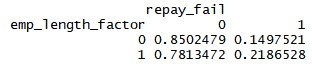 repay_fail
emp_length_factor 0 1
0 0.8502479 0.1497521
1 0.7813472 0.2186528